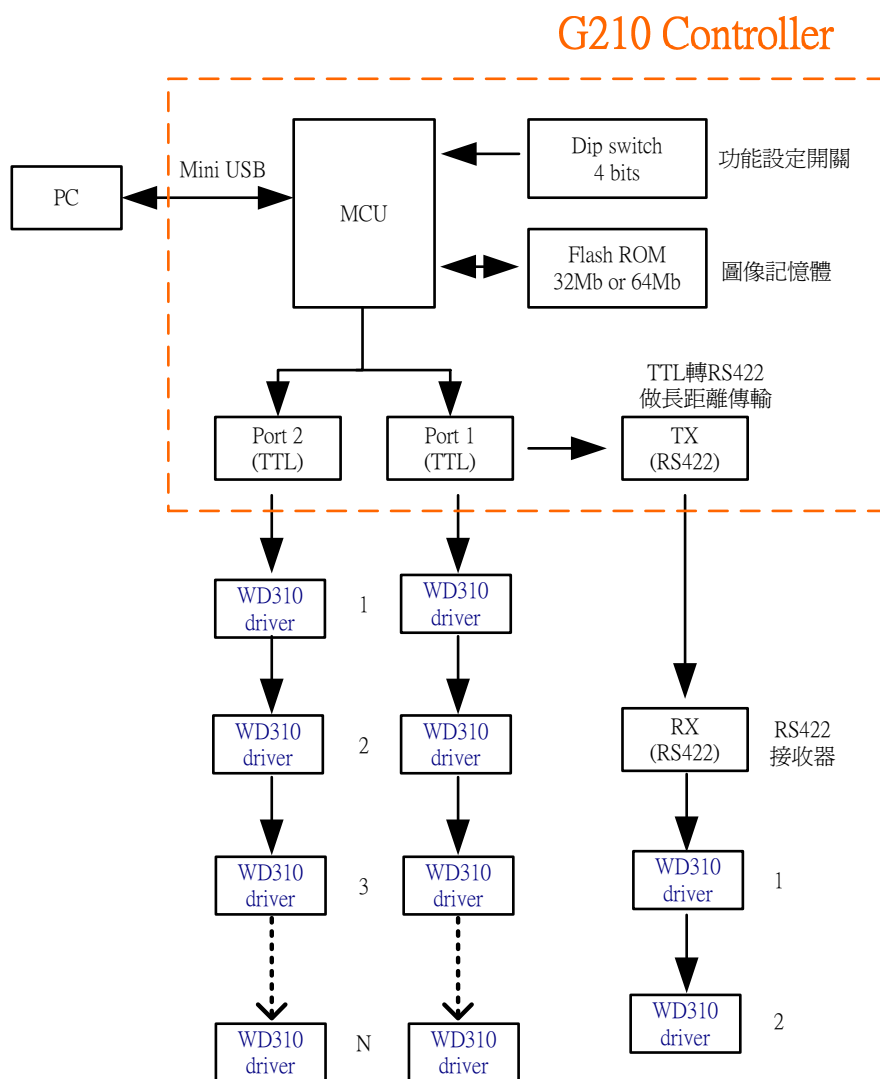 G210 Controller
PC
Mini USB
MCU
Dip switch
4 bits
功能設定開關
Flash ROM
32Mb or 64Mb
圖像記憶體
TTL轉RS422
做長距離傳輸
Port 2
(TTL)
Port 1
(TTL)
TX
(RS422)
WD310
driver
1
WD310
driver
WD310
driver
2
WD310
driver
RX
(RS422)
RS422
接收器
WD310
driver
3
WD310
driver
WD310
driver
1
WD310
driver
N
WD310
driver
WD310
driver
2